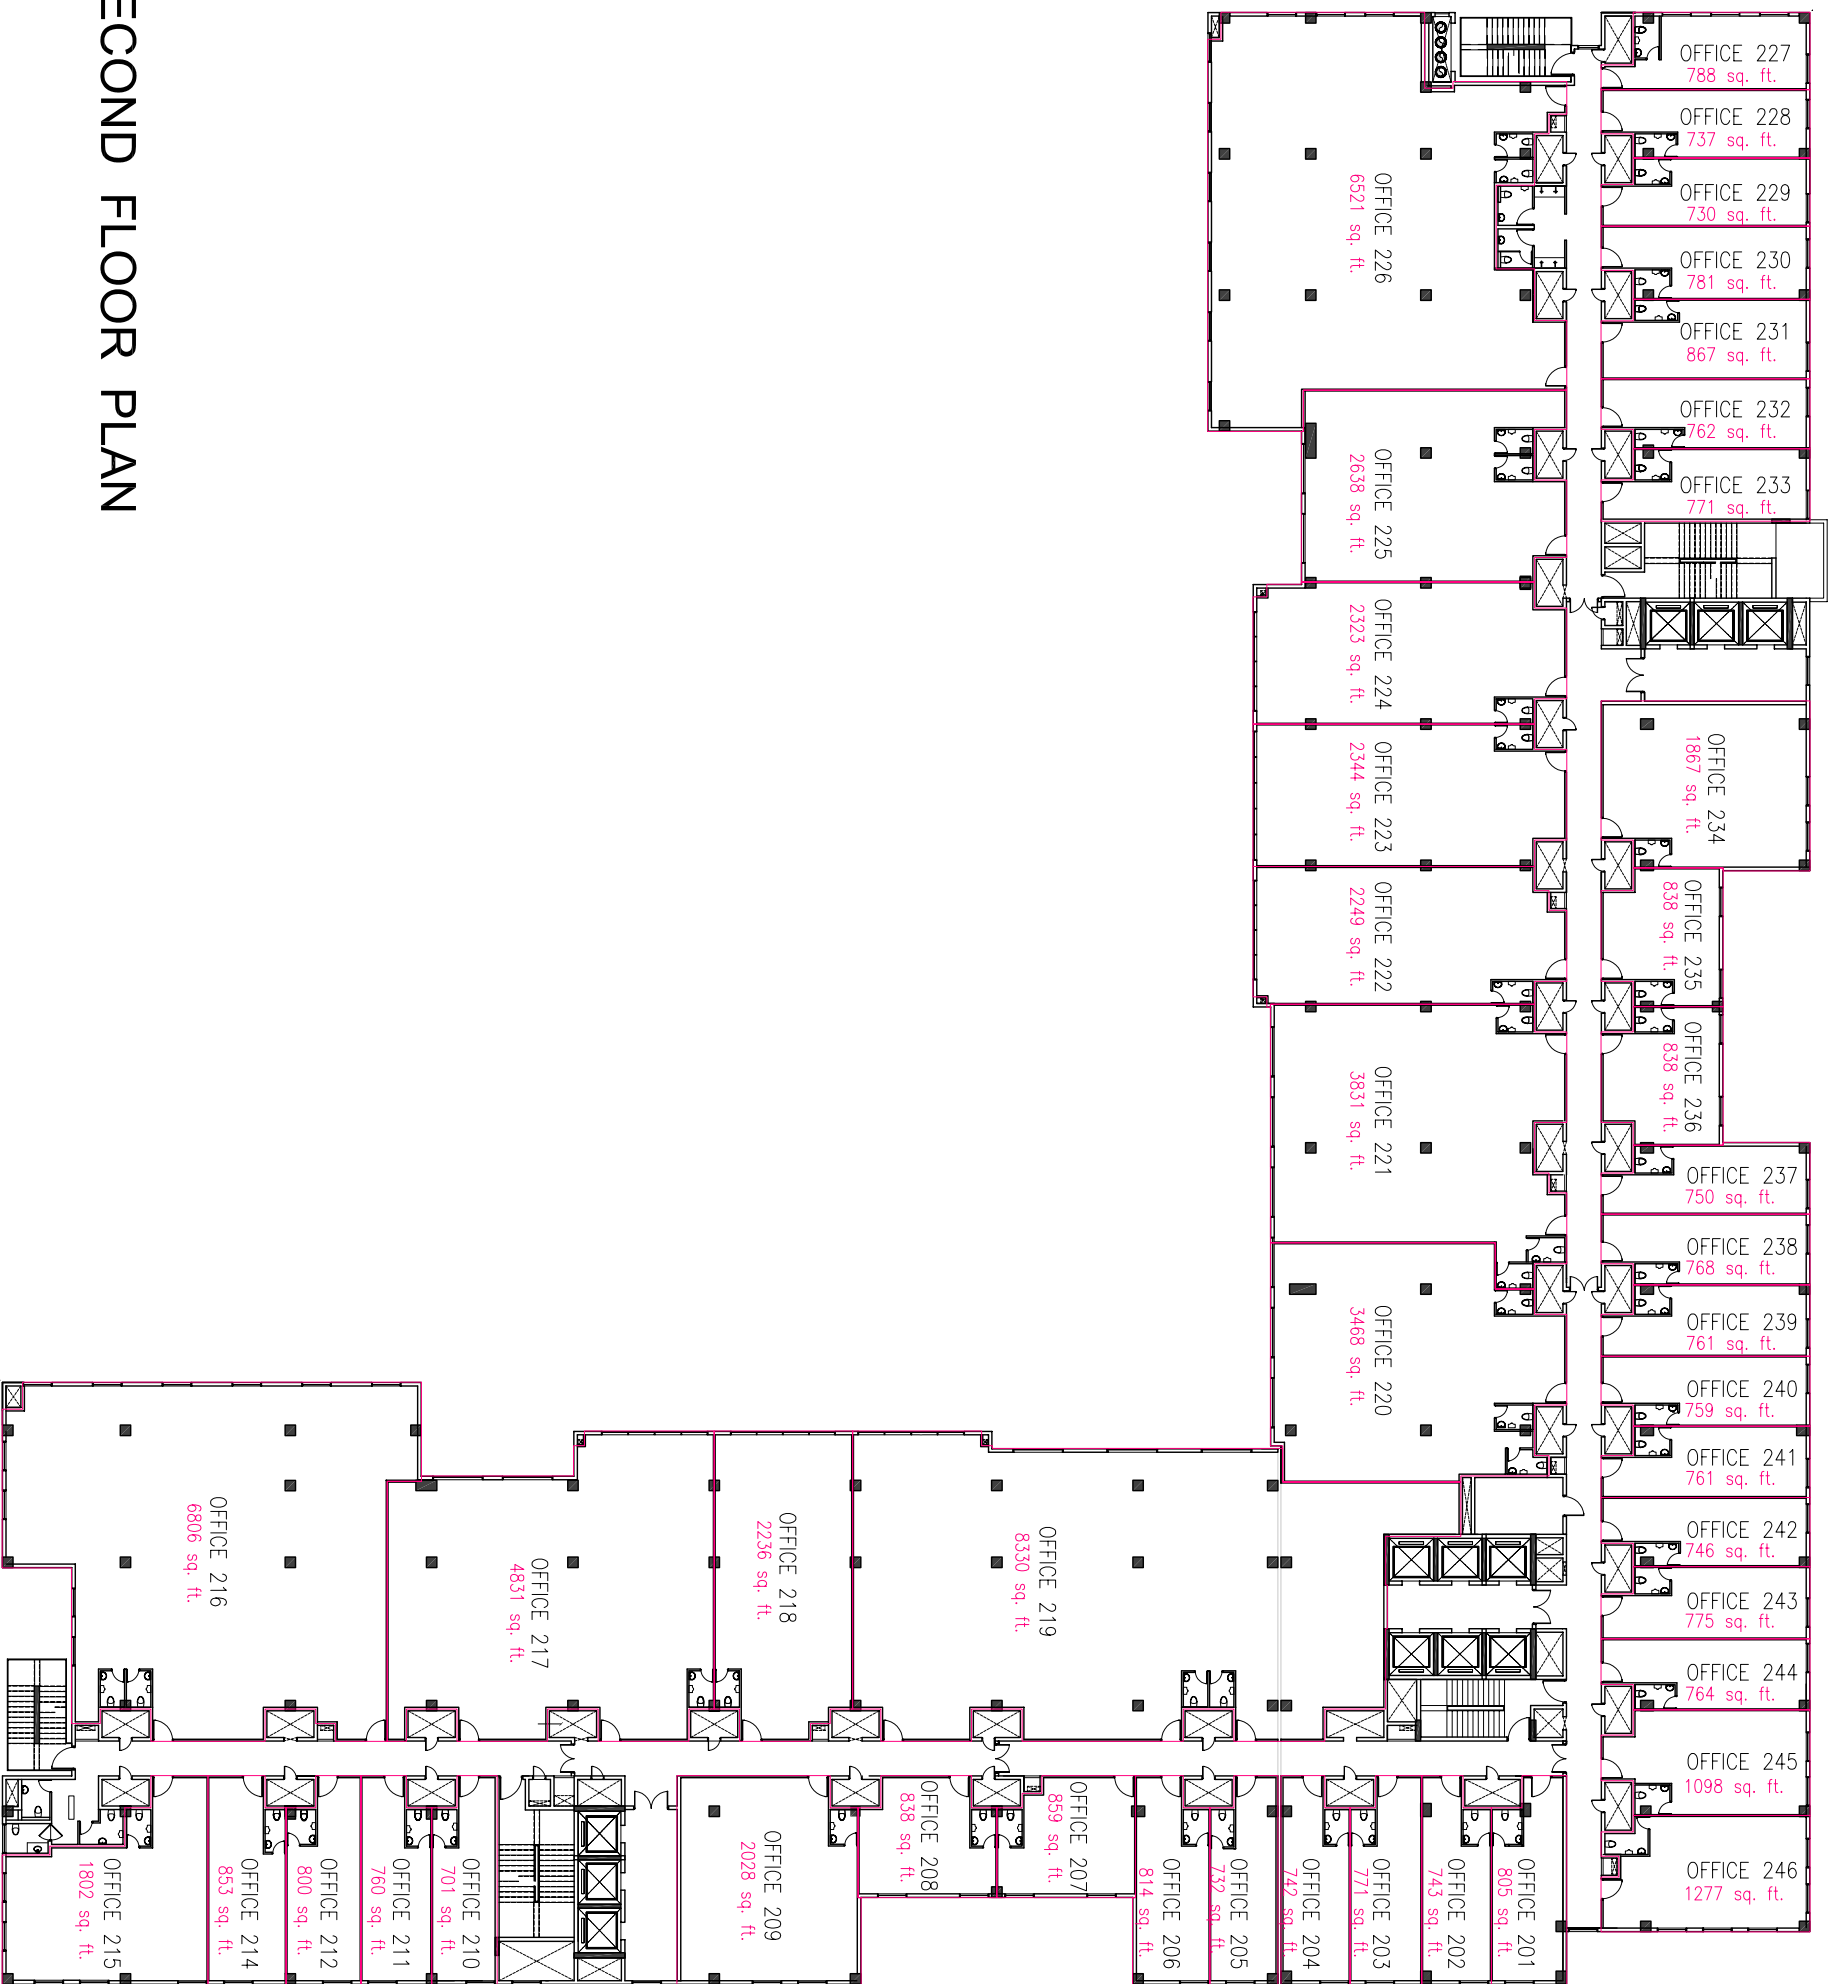 ECOND FLOOR PLAN
OFFICE 227
788 sq. ft.
OFFICE 228
737 sq. ft.
OFFICE 229
730 sq. ft.
OFFICE 230
781 sq. ft.
OFFICE 231
867 sq. ft.
OFFICE 232
762 sq. ft.
OFFICE 233
771 sq. ft.
OFFICE 226
6521 sq. ft.
OFFICE 225
2638 sq. ft.
OFFICE 224
2323 sq. ft.
OFFICE 223
2344 sq. ft.
OFFICE 222
2249 sq. ft.
OFFICE 221
3831 sq. ft.
OFFICE 220
3468 sq. ft.
OFFICE 234
1867 sq. ft.
OFFICE 235
838 sq. ft.
OFFICE 236
838 sq. ft.
OFFICE 237
750 sq. ft.
OFFICE 238
768 sq. ft.
OFFICE 239
761 sq. ft.
OFFICE 240
759 sq. ft.
OFFICE 241
761 sq. ft.
OFFICE 242
746 sq. ft.
OFFICE 243
775 sq. ft.
OFFICE 244
764 sq. ft.
OFFICE 245
1098 sq. ft.
OFFICE 246
1277 sq. ft.
OFFICE 216
6806 sq. ft.
OFFICE 217
4831 sq. ft.
OFFICE 218
2236 sq. ft.
OFFICE 219
8330 sq. ft.
OFFICE 215
1802 sq. ft.
OFFICE 214
853 sq. ft.
OFFICE 212
800 sq. ft.
OFFICE 211
760 sq. ft.
OFFICE 210
701 sq. ft.
OFFICE 209
2028 sq. ft.
OFFICE 208
838 sq. ft.
OFFICE 207
859 sq. ft.
OFFICE 206
814 sq. ft.
OFFICE 205
732 sq. ft.
OFFICE 204
742 sq. ft.
OFFICE 203
771 sq. ft.
OFFICE 202
743 sq. ft.
OFFICE 201
805 sq. ft.